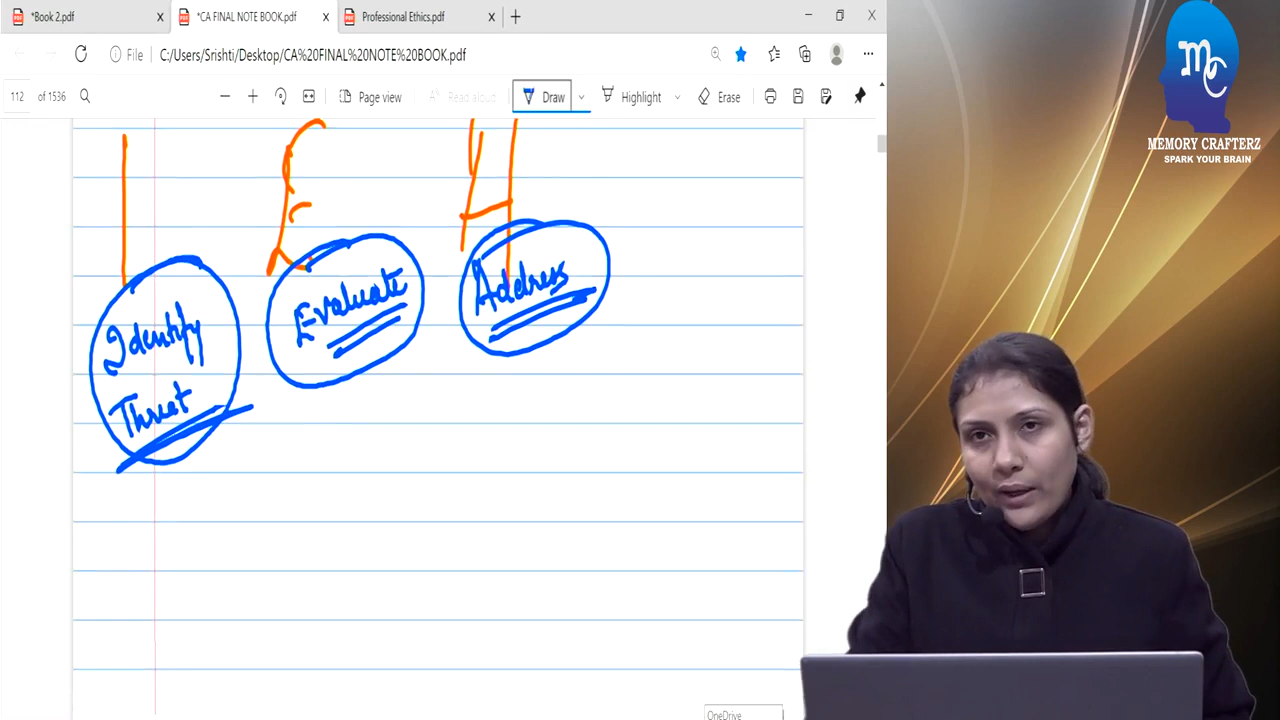 *Book 2.pdf
*CA FINAL NOTE BOOK.pdf
Professional Ethics.pdf
File
C:/Users/Srishti/Desktop/CA%20FINAL%20NOTE%20BOOK.pdf
112 of 1536
Page view
Read aloud
Draw
Highlight
Erase
MC
MEMORY CRAFTERZ
SPARK YOUR BRAIN
Identify
Threat
Evaluate
Address
OneDrive